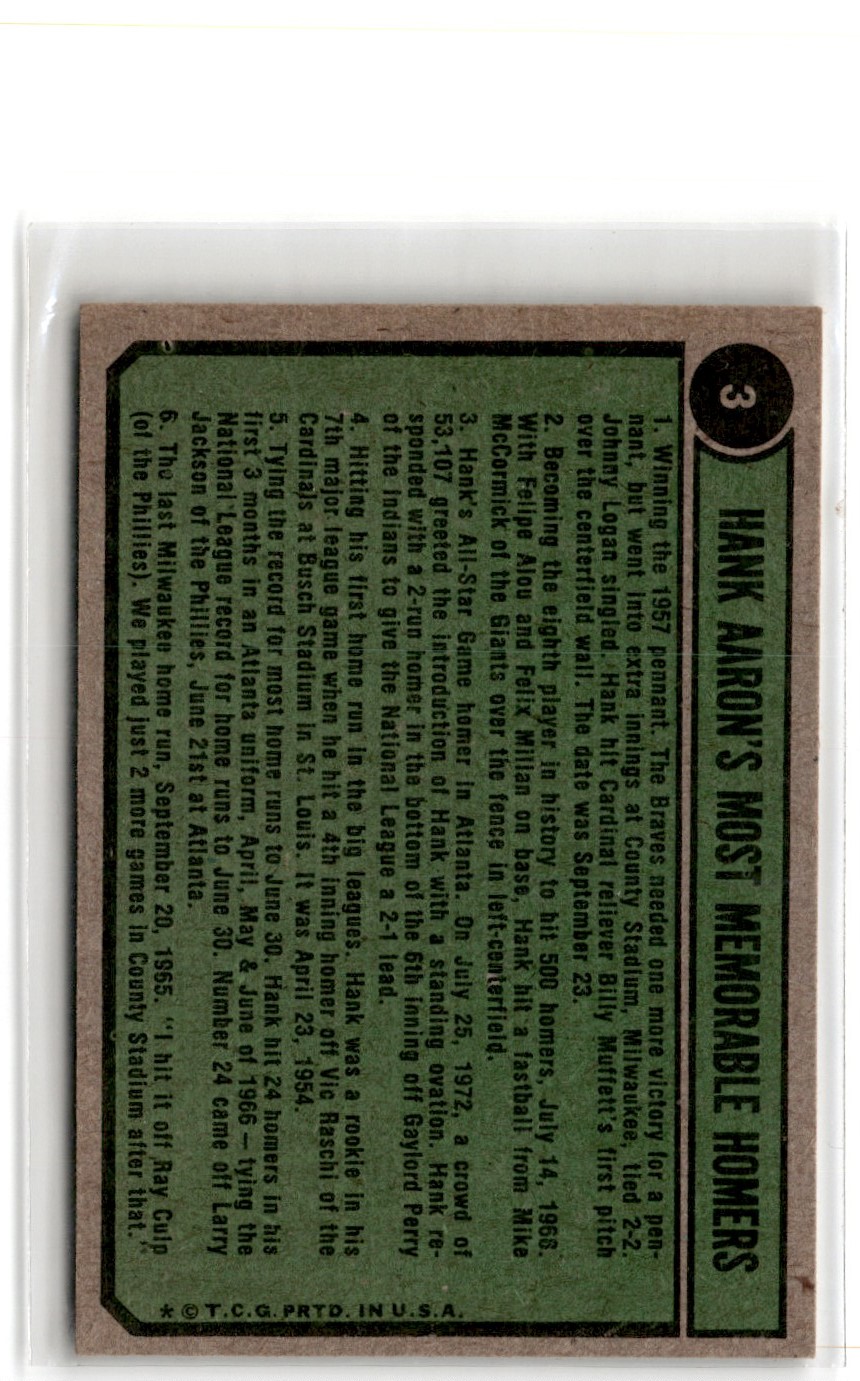 3
HANK AARON'S MOST MEMORABLE HOMERS
1. Winning the 1957 pennant. The Braves needed one more victory for a pen-
nant, but went into extra innings at County Stadium, Milwaukee, tied 2-2.
Johnny Logan singled. Hank hit Cardinal reliever Billy Muffett's first pitch
over the centerfield wall. The date was September 23.
2. Becoming the eighth player in history to hit 500 homers, July 14, 1968.
With Felipe Alou and Felix Millan on base, Hank hit a fastball from Mike
McCormick of the Giants over the fence in left-centerfield.
3. Hank's All-Star Game homer in Atlanta. On July 25, 1972, a crowd of
53,107 greeted the introduction of Hank with a standing ovation. Hank re-
sponded with a 2-run homer in the bottom of the 6th inning off Gaylord Perry
of the Indians to give the National League a 2-1 lead.
4. Hitting his first home run in the big leagues. Hank was a rookie in his
7th major league game when he hit a 4th inning homer off Vic Raschi of the
Cardinals at Busch Stadium in St. Louis. It was April 23, 1954.
5. Tying the record for most home runs to June 30. Hank hit 24 homers in his
first 3 months in an Atlanta uniform, April, May & June of 1966 — tying the
National League record for home runs to June 30. Number 24 came off Larry
Jackson of the Phillies, June 21st at Atlanta.
6. The last Milwaukee home run, September 20, 1965. "I hit it off Ray Culp
(of the Phillies). We played just 2 more games in County Stadium after that."
* © T.C.G. PRTD. IN U.S.A.